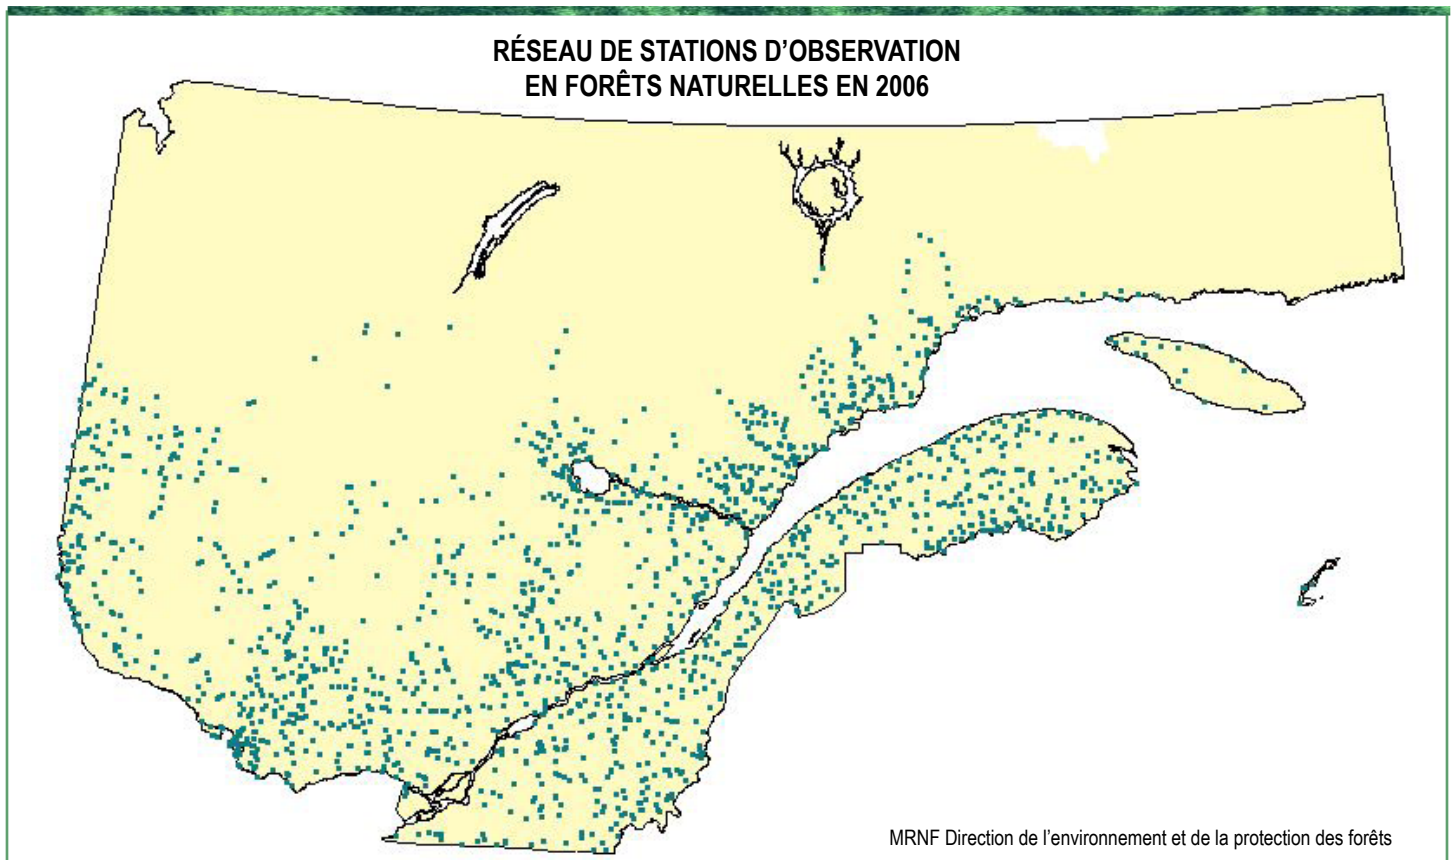 RÉSEAU DE STATIONS D'OBSERVATION
EN FORÊTS NATURELLES EN 2006
MRNF Direction de l'environnement et de la protection des forêts